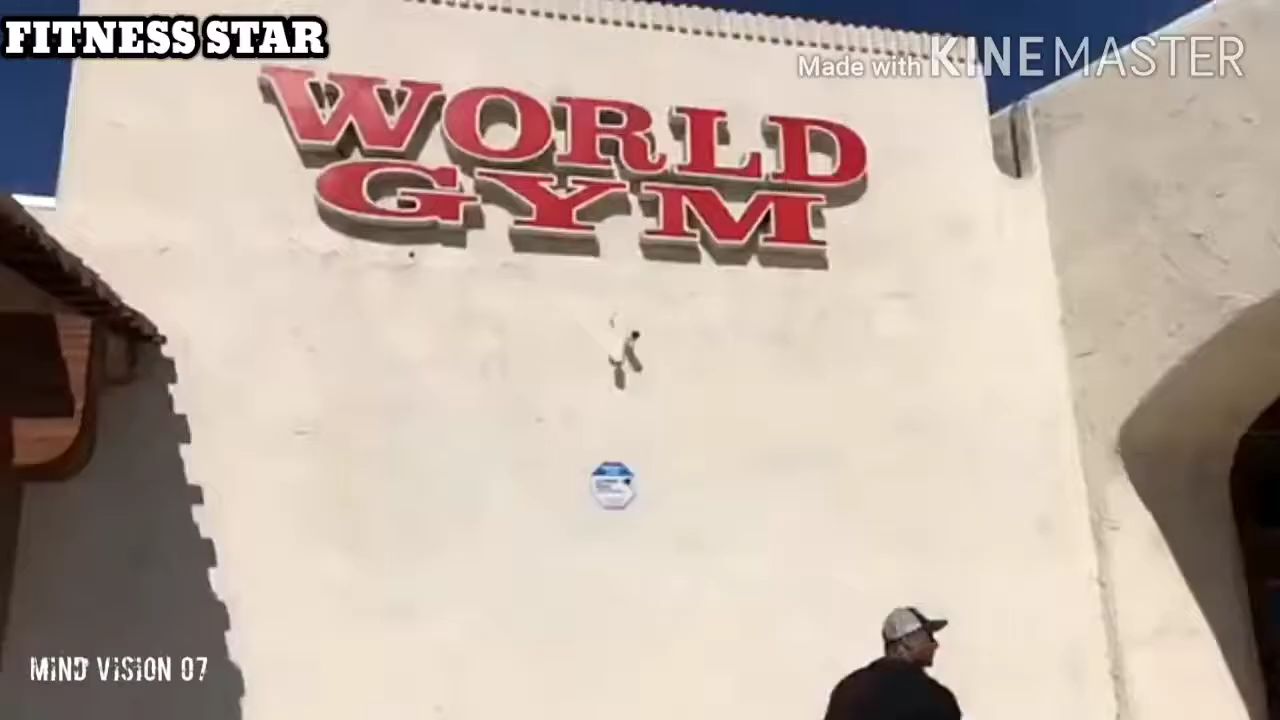 FITNESS STAR
Made with KINEMASTER
WORLD
GYM
MIND VISION 07